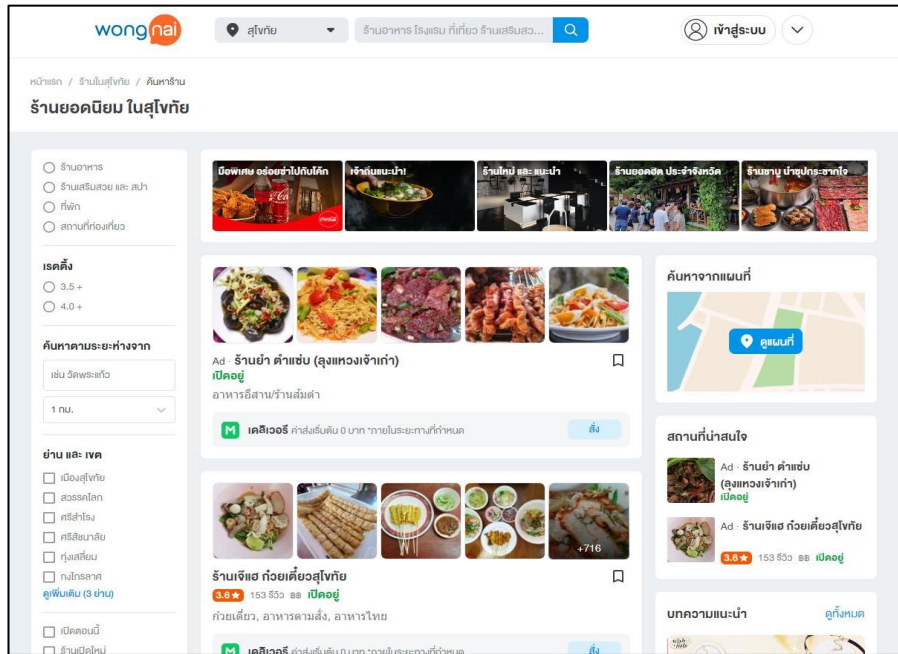 wongnai
สุโขทัย
ร้านอาหาร โรงแรม ที่เที่ยว ร้านเสริมสว...
เข้าสู่ระบบ
หน้าแรก / ร้านในสุโขทัย / ค้นหาร้าน
ร้านยอดนิยม ในสุโขทัย
ร้านอาหาร
ร้านเสริมสวย และ สปา
ที่พัก
สถานที่ท่องเที่ยว
เรตติ้ง
3.5 +
4.0 +
ค้นหาตามระยะห่างจาก
เช่น วัดพระแก้ว
1 กม.
ย่าน และ เขต
เมืองสุโขทัย
สวรรคโลก
ศรีสำโรง
ศรีสัชนาลัย
ทุ่งเสลี่ยม
กงไกรลาศ
ดูเพิ่มเติม (3 ย่าน)
เปิดตอนนี้
ร้านเปิดใหม่
มื้อพิเศษ อร่อยซ่าไปกับโค้ก
เจ้าถิ่นแนะนำ!
ร้านใหม่ และ แนะนำ
ร้านยอดฮิต ประจำจังหวัด
ร้านชาบู น้ำซุปกระชากใจ
Ad · ร้านยำ ตำแซ่บ (ลุงแหวงเจ้าเก่า)
เปิดอยู่
อาหารอีสาน/ร้านส้มตำ
เดลิเวอรี ค่าส่งเริ่มต้น 0 บาท *ภายในระยะทางที่กำหนด
สั่ง
+716
ร้านเจ๊แฮ ก๋วยเตี๋ยวสุโขทัย
3.6★ 153 รีวิว ฿฿ เปิดอยู่
ก๋วยเตี๋ยว, อาหารตามสั่ง, อาหารไทย
เดลิเวอรี ค่าส่งเริ่มต้น 0 บาท *ภายในระยะทางที่กำหนด
สั่ง
ค้นหาจากแผนที่
ดูแผนที่
สถานที่น่าสนใจ
Ad · ร้านยำ ตำแซ่บ
(ลุงแหวงเจ้าเก่า)
เปิดอยู่
Ad · ร้านเจ๊แฮ ก๋วยเตี๋ยวสุโขทัย
3.6★ 153 รีวิว ฿฿ เปิดอยู่
บทความแนะนำ
ดูทั้งหมด